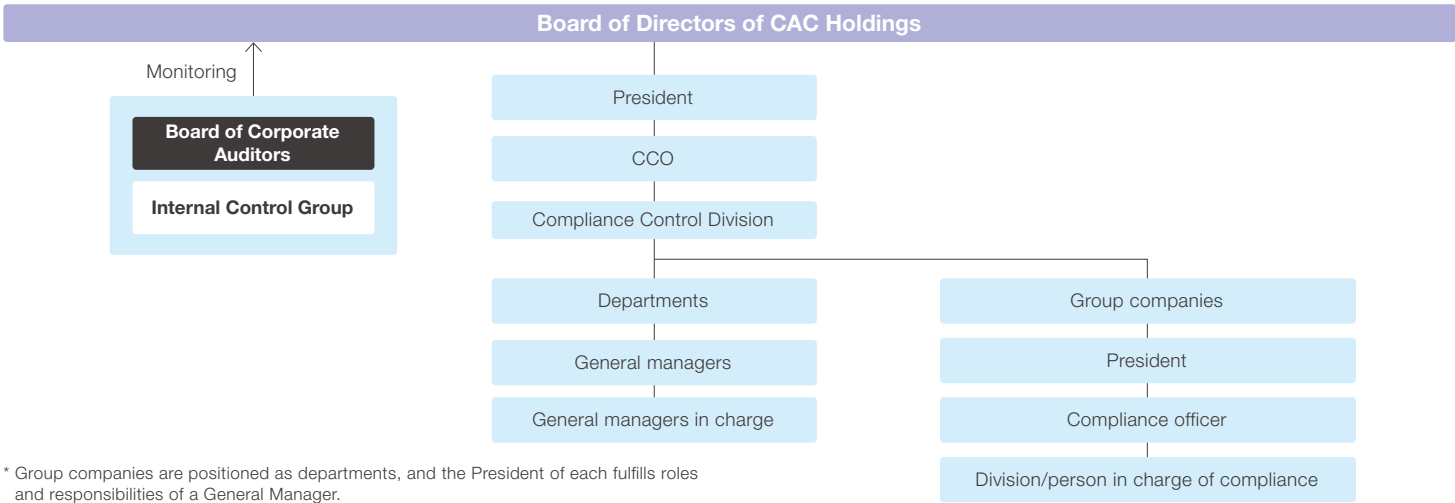 Board of Directors of CAC Holdings
Monitoring
Board of Corporate
Auditors
Internal Control Group
President
CCO
Compliance Control Division
Departments
General managers
General managers in charge
Group companies
President
Compliance officer
Division/person in charge of compliance
* Group companies are positioned as departments, and the President of each fulfills roles
and responsibilities of a General Manager.